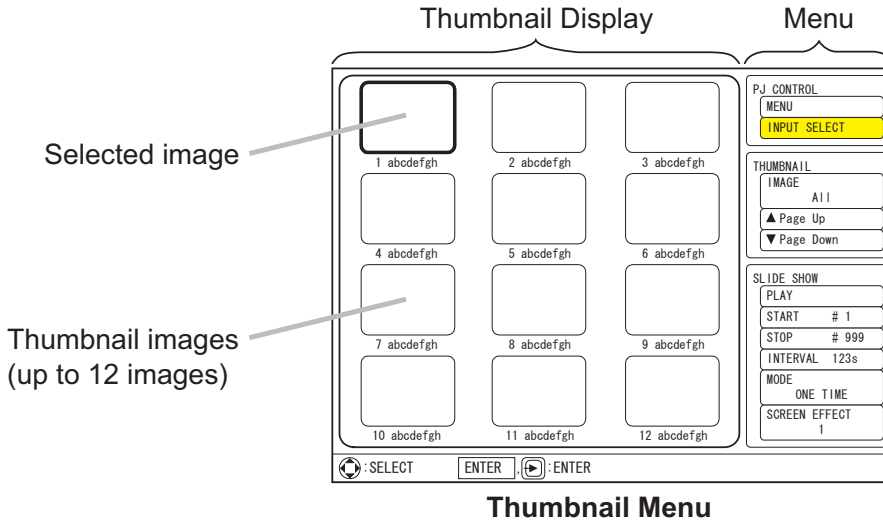 Thumbnail Display
Menu
Selected image
Thumbnail images
(up to 12 images)
1 abcdefgh
2 abcdefgh
3 abcdefgh
4 abcdefgh
5 abcdefgh
6 abcdefgh
7 abcdefgh
8 abcdefgh
9 abcdefgh
10 abcdefgh
11 abcdefgh
12 abcdefgh
PJ CONTROL
MENU
INPUT SELECT
THUMBNAIL
IMAGE
All
▲ Page Up
▼ Page Down
SLIDE SHOW
PLAY
START # 1
STOP # 999
INTERVAL 123s
MODE
ONE TIME
SCREEN EFFECT
1
:SELECT ENTER , :ENTER
Thumbnail Menu